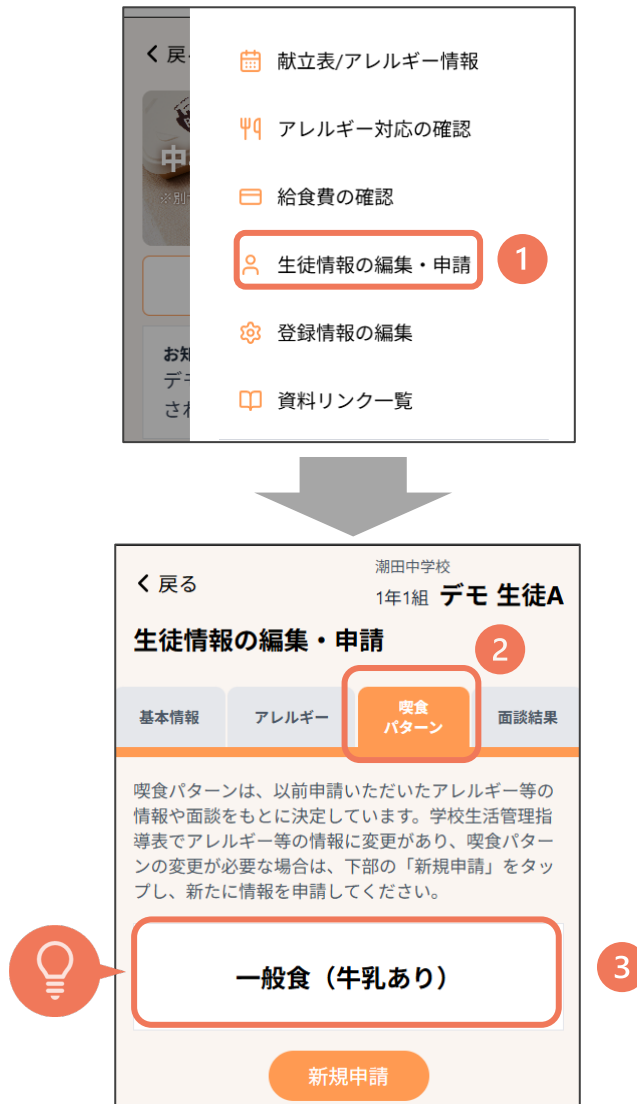 戻
献立表/アレルギー情報
アレルギー対応の確認
中
※別
給食費の確認
生徒情報の編集・申請
1
登録情報の編集
お知
デモ
され
資料リンク一覧
戻る
潮田中学校
1年1組 デモ 生徒A
生徒情報の編集・申請
2
基本情報
アレルギー
喫食
パターン
面談結果
喫食パターンは、以前申請いただいたアレルギー等の
情報や面談をもとに決定しています。学校生活管理指
導表でアレルギー等の情報に変更があり、喫食パター
ンの変更が必要な場合は、下部の「新規申請」をタッ
プし、新たに情報を申請してください。
一般食（牛乳あり）
3
新規申請